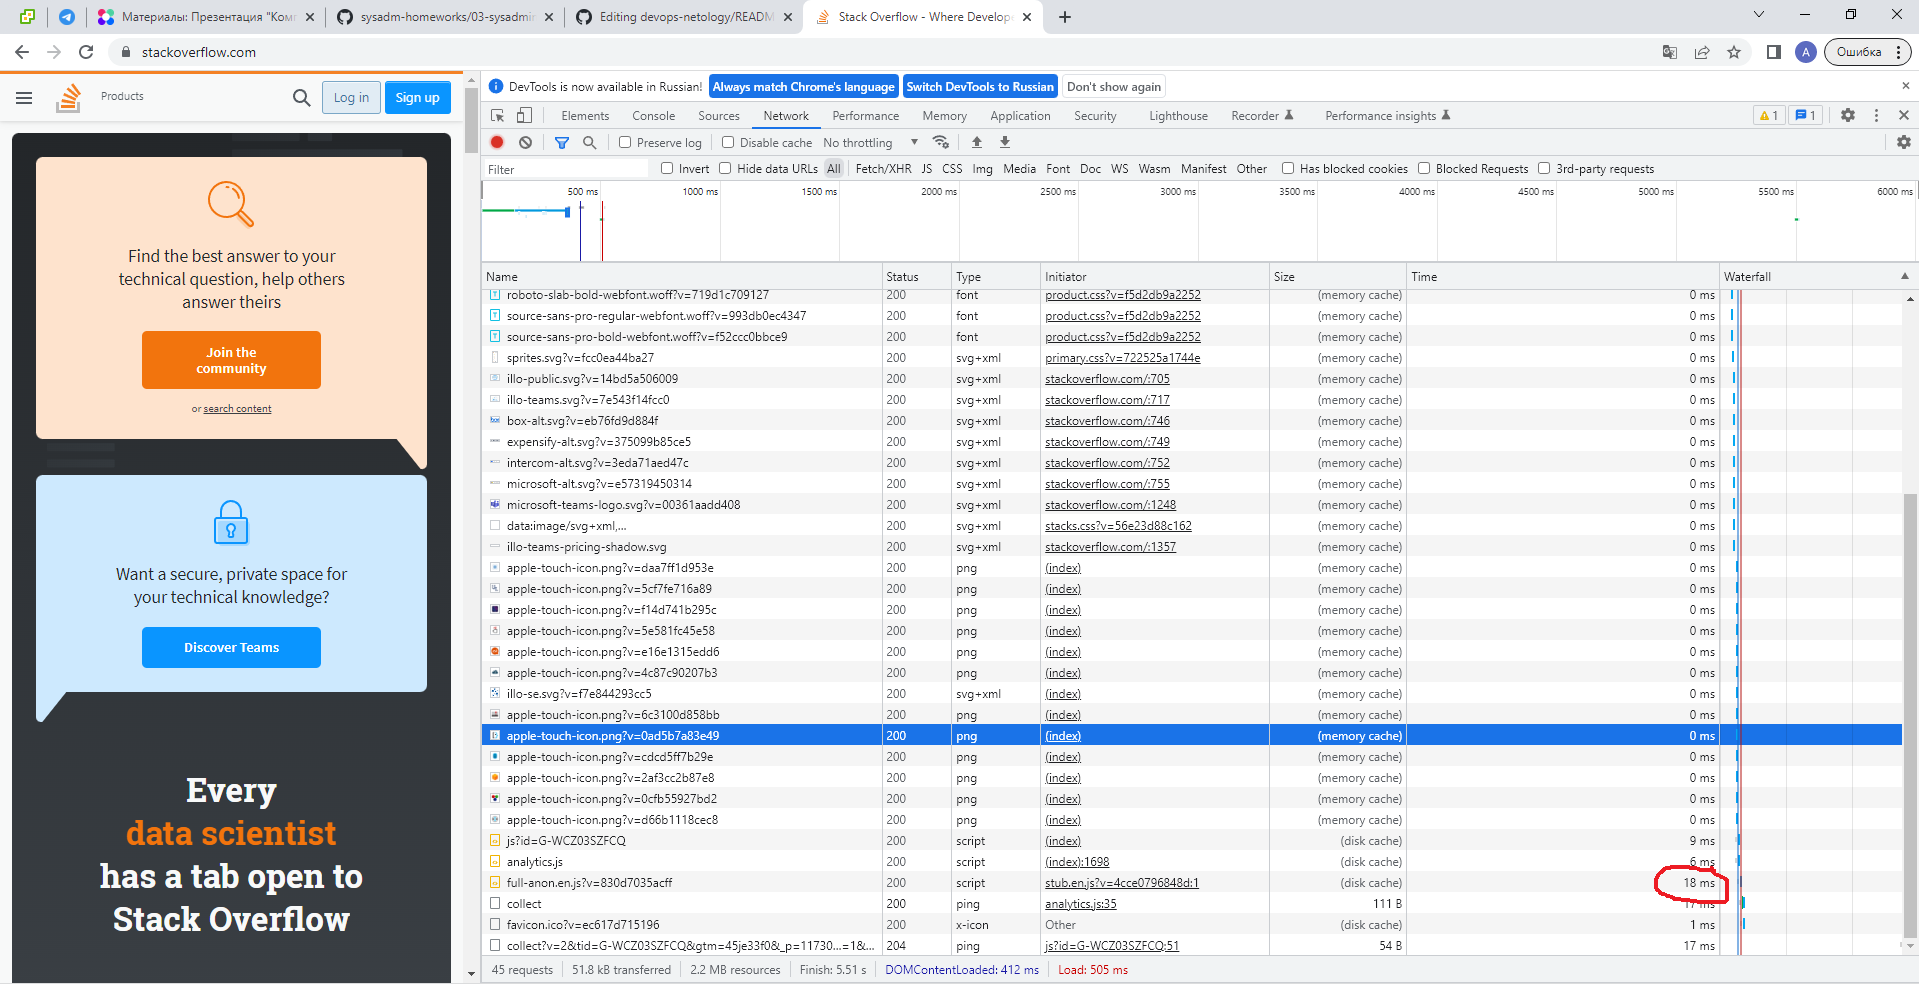 Материалы: Презентация "Комп
sysadm-homeworks/03-sysadmin
Editing devops-netology/READM
Stack Overflow - Where Develope
stackoverflow.com
A
Ошибка
Products
Log in
Sign up
Find the best answer to your
technical question, help others
answer theirs
Join the
community
or search content
Want a secure, private space for
your technical knowledge?
Discover Teams
Every
data scientist
has a tab open to
Stack Overflow
DevTools is now available in Russian!
Always match Chrome's language
Switch DevTools to Russian
Don't show again
Elements Console Sources Network Performance Memory Application Security Lighthouse Recorder Performance insights 1 1
Preserve log Disable cache No throttling
Filter Invert Hide data URLs All Fetch/XHR JS CSS Img Media Font Doc WS Wasm Manifest Other Has blocked cookies Blocked Requests 3rd-party requests
500 ms 1000 ms 1500 ms 2000 ms 2500 ms 3000 ms 3500 ms 4000 ms 4500 ms 5000 ms 5500 ms 6000 ms
Name Status Type Initiator Size Time Waterfall
roboto-slab-bold-webfont.woff?v=719d1c709127 200 font product.css?v=f5d2db9a2252 (memory cache) 0 ms
source-sans-pro-regular-webfont.woff?v=993db0ec4347 200 font product.css?v=f5d2db9a2252 (memory cache) 0 ms
source-sans-pro-bold-webfont.woff?v=f52ccc0bbce9 200 font product.css?v=f5d2db9a2252 (memory cache) 0 ms
sprites.svg?v=fcc0ea44ba27 200 svg+xml primary.css?v=722525a1744e (memory cache) 0 ms
illo-public.svg?v=14bd5a506009 200 svg+xml stackoverflow.com/:705 (memory cache) 0 ms
illo-teams.svg?v=7e543f14fcc0 200 svg+xml stackoverflow.com/:717 (memory cache) 0 ms
box-alt.svg?v=eb76fd9d884f 200 svg+xml stackoverflow.com/:746 (memory cache) 0 ms
expensify-alt.svg?v=375099b85ce5 200 svg+xml stackoverflow.com/:749 (memory cache) 0 ms
intercom-alt.svg?v=3eda71aed47c 200 svg+xml stackoverflow.com/:752 (memory cache) 0 ms
microsoft-alt.svg?v=e57319450314 200 svg+xml stackoverflow.com/:755 (memory cache) 0 ms
microsoft-teams-logo.svg?v=00361aadd408 200 svg+xml stackoverflow.com/:1248 (memory cache) 0 ms
data:image/svg+xml,... 200 svg+xml stacks.css?v=56e23d88c162 (memory cache) 0 ms
illo-teams-pricing-shadow.svg 200 svg+xml stackoverflow.com/:1357 (memory cache) 0 ms
apple-touch-icon.png?v=daa7ff1d953e 200 png (index) (memory cache) 0 ms
apple-touch-icon.png?v=5cf7fe716a89 200 png (index) (memory cache) 0 ms
apple-touch-icon.png?v=f14d741b295c 200 png (index) (memory cache) 0 ms
apple-touch-icon.png?v=5e581fc45e58 200 png (index) (memory cache) 0 ms
apple-touch-icon.png?v=e16e1315edd6 200 png (index) (memory cache) 0 ms
apple-touch-icon.png?v=4c87c90207b3 200 png (index) (memory cache) 0 ms
illo-se.svg?v=f7e844293cc5 200 svg+xml (index) (memory cache) 0 ms
apple-touch-icon.png?v=6c3100d858bb 200 png (index) (memory cache) 0 ms
apple-touch-icon.png?v=0ad5b7a83e49 200 png (index) (memory cache) 0 ms
apple-touch-icon.png?v=cdcd5ff7b29e 200 png (index) (memory cache) 0 ms
apple-touch-icon.png?v=2af3cc2b87e8 200 png (index) (memory cache) 0 ms
apple-touch-icon.png?v=0cfb55927bd2 200 png (index) (memory cache) 0 ms
apple-touch-icon.png?v=d66b1118cec8 200 png (index) (memory cache) 0 ms
js?id=G-WCZ03SZFCQ 200 script (index) (disk cache) 9 ms
analytics.js 200 script (index):1698 (disk cache) 6 ms
full-anon.en.js?v=830d7035acff 200 script stub.en.js?v=4cce0796848d:1 (disk cache) 18 ms
collect 200 ping analytics.js:35 111 B 17 ms
favicon.ico?v=ec617d715196 200 x-icon Other (disk cache) 1 ms
collect?v=2&tid=G-WCZ03SZFCQ&gtm=45je33f0&_p=11730...=1&... 204 ping js?id=G-WCZ03SZFCQ:51 54 B 17 ms
45 requests 51.8 kB transferred 2.2 MB resources Finish: 5.51 s DOMContentLoaded: 412 ms Load: 505 ms